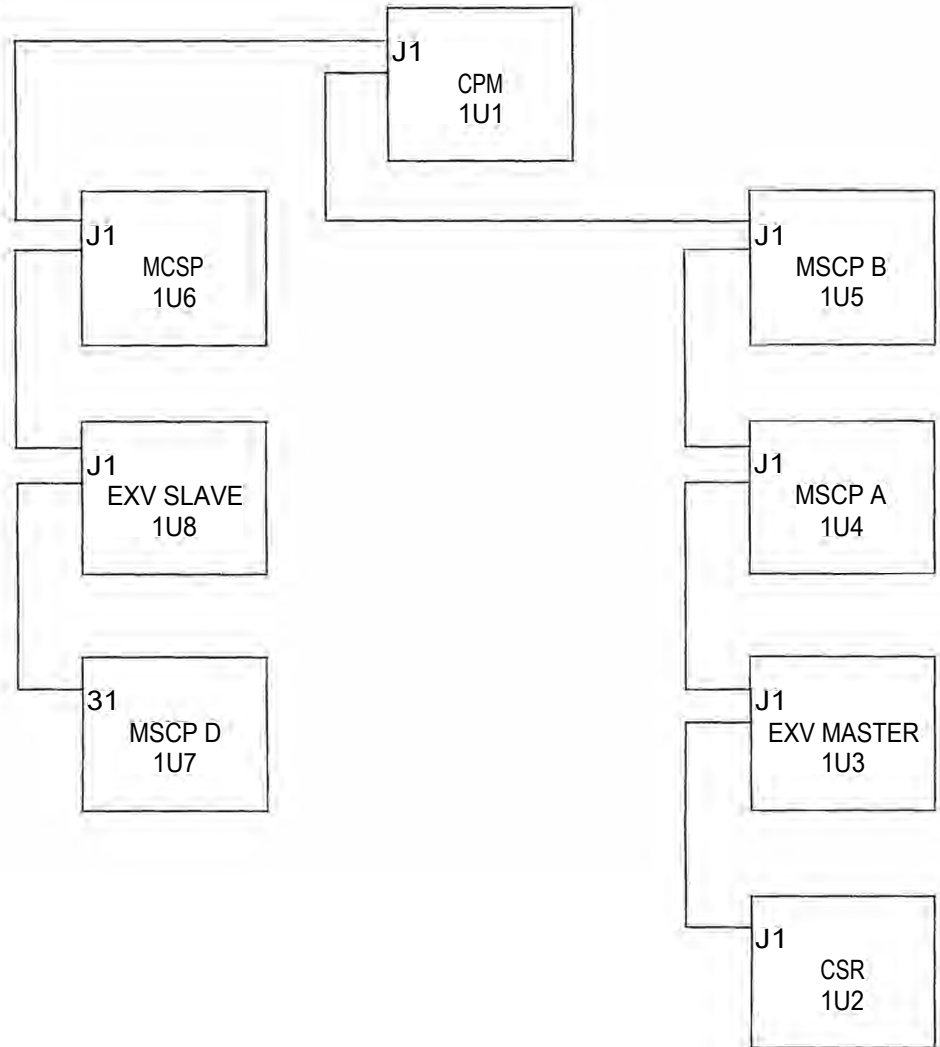 J1
CPM
1U1
J1
MCSP
1U6
J1
MSCP B
1U5
J1
EXV SLAVE
1U8
J1
MSCP A
1U4
31
MSCP D
1U7
J1
EXV MASTER
1U3
J1
CSR
1U2